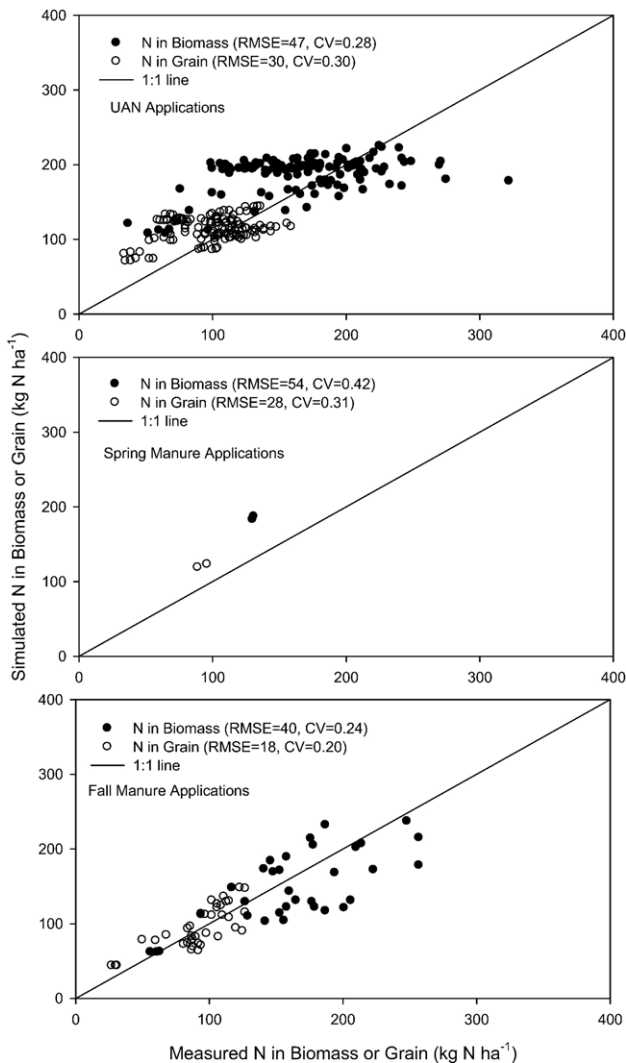 400
N in Biomass (RMSE=47, CV=0.28)
N in Grain (RMSE=30, CV=0.30)
1:1 line
UAN Applications
300
200
100
0
0 100 200 300 400
400
N in Biomass (RMSE=54, CV=0.42)
N in Grain (RMSE=28, CV=0.31)
1:1 line
Spring Manure Applications
300
200
100
0
0 100 200 300 400
Simulated N in Biomass or Grain (kg N ha⁻¹)
400
N in Biomass (RMSE=40, CV=0.24)
N in Grain (RMSE=18, CV=0.20)
1:1 line
Fall Manure Applications
300
200
100
0
0 100 200 300 400
Measured N in Biomass or Grain (kg N ha⁻¹)